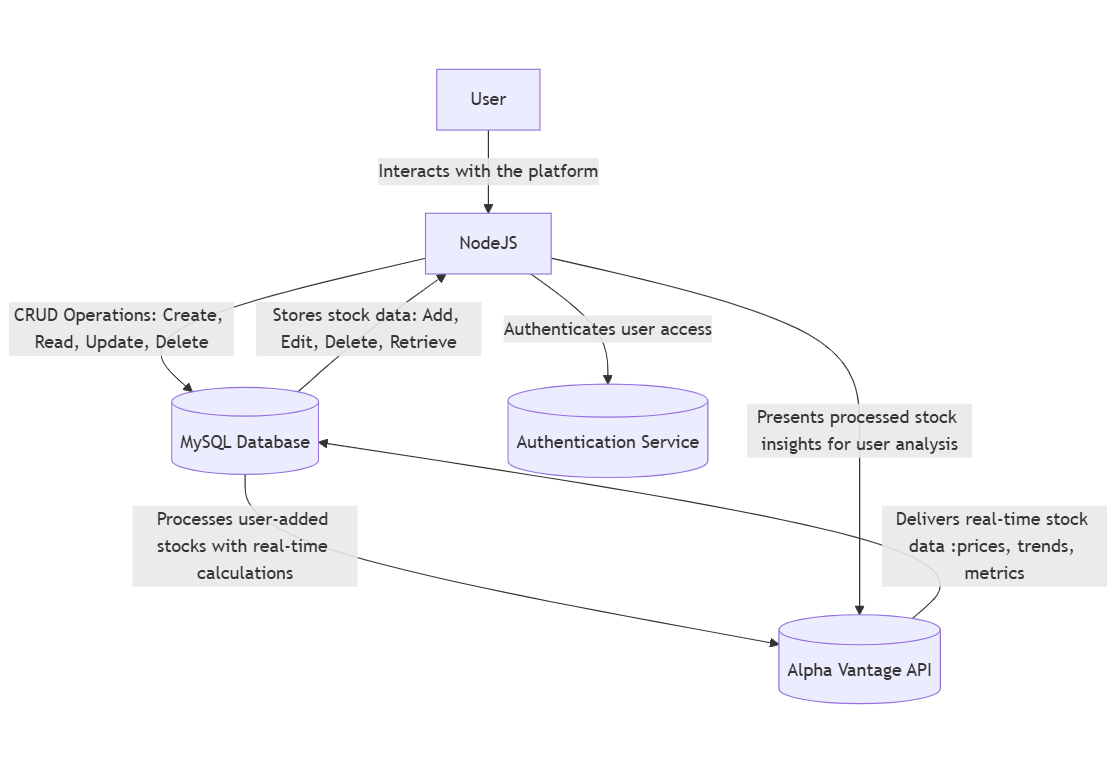 User
Interacts with the platform
NodeJS
CRUD Operations: Create,
Read, Update, Delete
Stores stock data: Add,
Edit, Delete, Retrieve
Authenticates user access
MySQL Database
Authentication Service
Presents processed stock
insights for user analysis
Processes user-added
stocks with real-time
calculations
Delivers real-time stock
data :prices, trends,
metrics
Alpha Vantage API